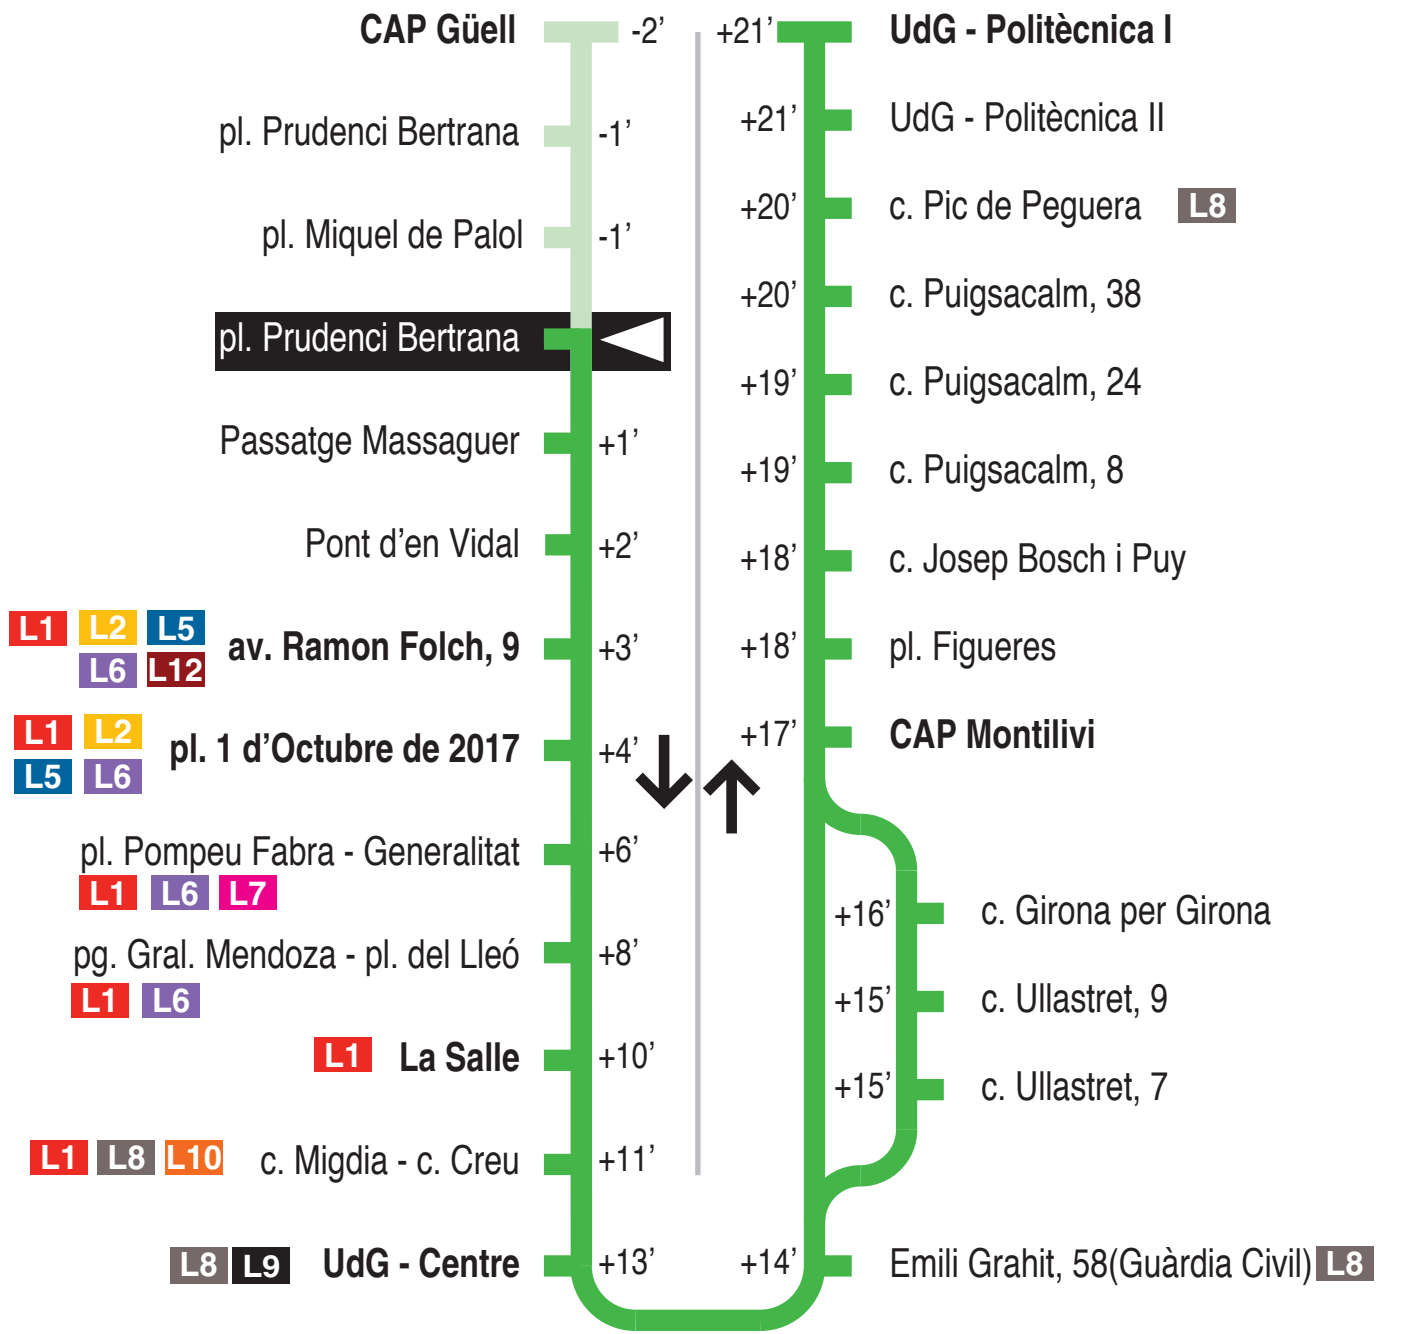 CAP Güell -2’
pl. Prudenci Bertrana -1’
pl. Miquel de Palol -1’
pl. Prudenci Bertrana
Passatge Massaguer +1’
Pont d’en Vidal +2’
L1 L2 L5
av. Ramon Folch, 9 +3’
L6 L12
L1 L2
pl. 1 d’Octubre de 2017 +4’
L5 L6
pl. Pompeu Fabra - Generalitat +6’
L1 L6 L7
pg. Gral. Mendoza - pl. del Lleó +8’
L1 L6
L1 La Salle +10’
L1 L8 L10 c. Migdia - c. Creu +11’
L8 L9 UdG - Centre +13’
+21’ UdG - Politècnica I
+21’ UdG - Politècnica II
+20’ c. Pic de Peguera L8
+20’ c. Puigsacalm, 38
+19’ c. Puigsacalm, 24
+19’ c. Puigsacalm, 8
+18’ c. Josep Bosch i Puy
+18’ pl. Figueres
+17’ CAP Montilivi
+16’ c. Girona per Girona
+15’ c. Ullastret, 9
+15’ c. Ullastret, 7
+14’ Emili Grahit, 58(Guàrdia Civil) L8